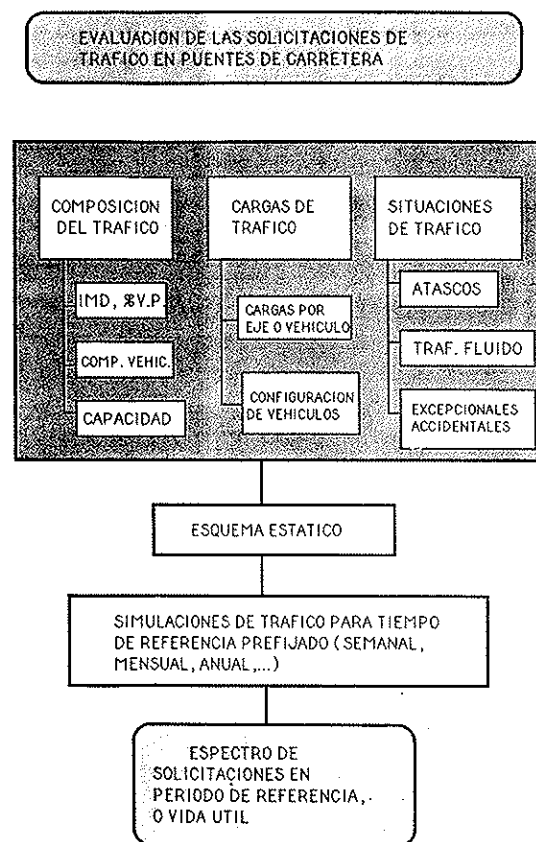 EVALUACION DE LAS SOLICITACIONES DE
TRAFICO EN PUENTES DE CARRETERA
COMPOSICION
DEL TRAFICO
IMD, %V.P.
COMP. VEHIC.
CAPACIDAD
CARGAS DE
TRAFICO
CARGAS POR
EJE O VEHICULO
CONFIGURACION
DE VEHICULOS
SITUACIONES
DE TRAFICO
ATASCOS
TRAF. FLUIDO
EXCEPCIONALES
ACCIDENTALES
ESQUEMA ESTATICO
SIMULACIONES DE TRAFICO PARA TIEMPO
DE REFERENCIA PREFIJADO (SEMANAL,
MENSUAL, ANUAL,...)
ESPECTRO DE
SOLICITACIONES EN
PERIODO DE REFERENCIA,
O VIDA UTIL